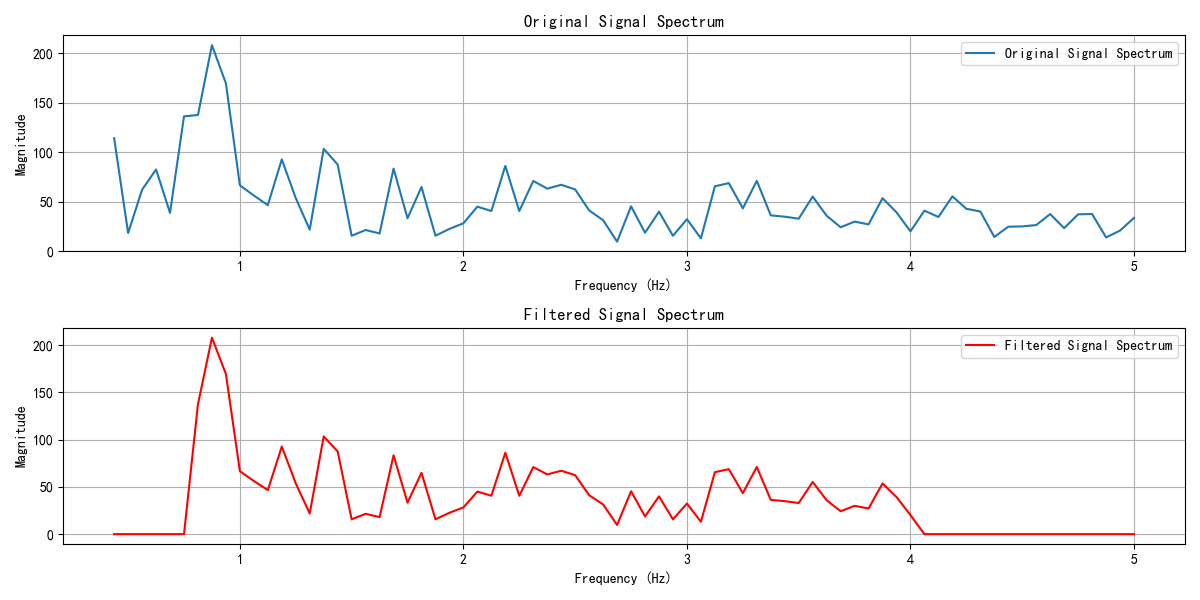 Original Signal Spectrum
Original Signal Spectrum
Magnitude
200
150
100
50
0
1 2 3 4 5
Frequency (Hz)
Filtered Signal Spectrum
Filtered Signal Spectrum
Magnitude
200
150
100
50
0
1 2 3 4 5
Frequency (Hz)